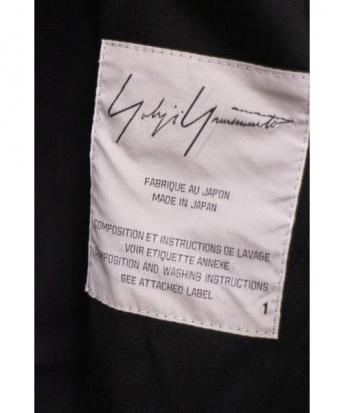 Yohji Yamamoto
FABRIQUE AU JAPON
MADE IN JAPAN
COMPOSITION ET INSTRUCTIONS DE LAVAGE
VOIR ETIQUETTE ANNEXE
COMPOSITION AND WASHING INSTRUCTIONS
SEE ATTACHED LABEL
1